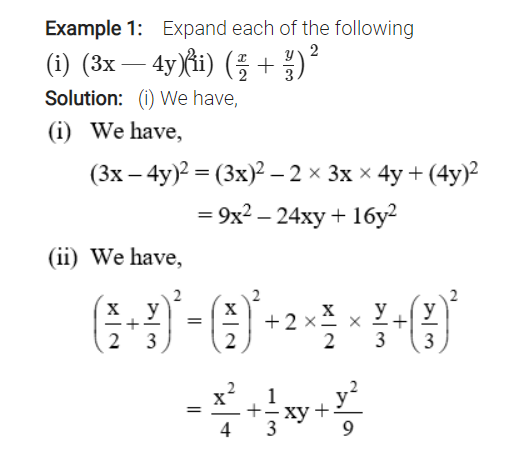 Example 1: Expand each of the following
(i) (3x — 4y)²(ii) (x/2 + y/3)²
Solution: (i) We have,
(i) We have,
(3x – 4y)² = (3x)² – 2 × 3x × 4y + (4y)²
= 9x² – 24xy + 16y²
(ii) We have,
(x/2 + y/3)² = (x/2)² + 2 × x/2 × y/3 + (y/3)²
= x²/4 + 1/3 xy + y²/9